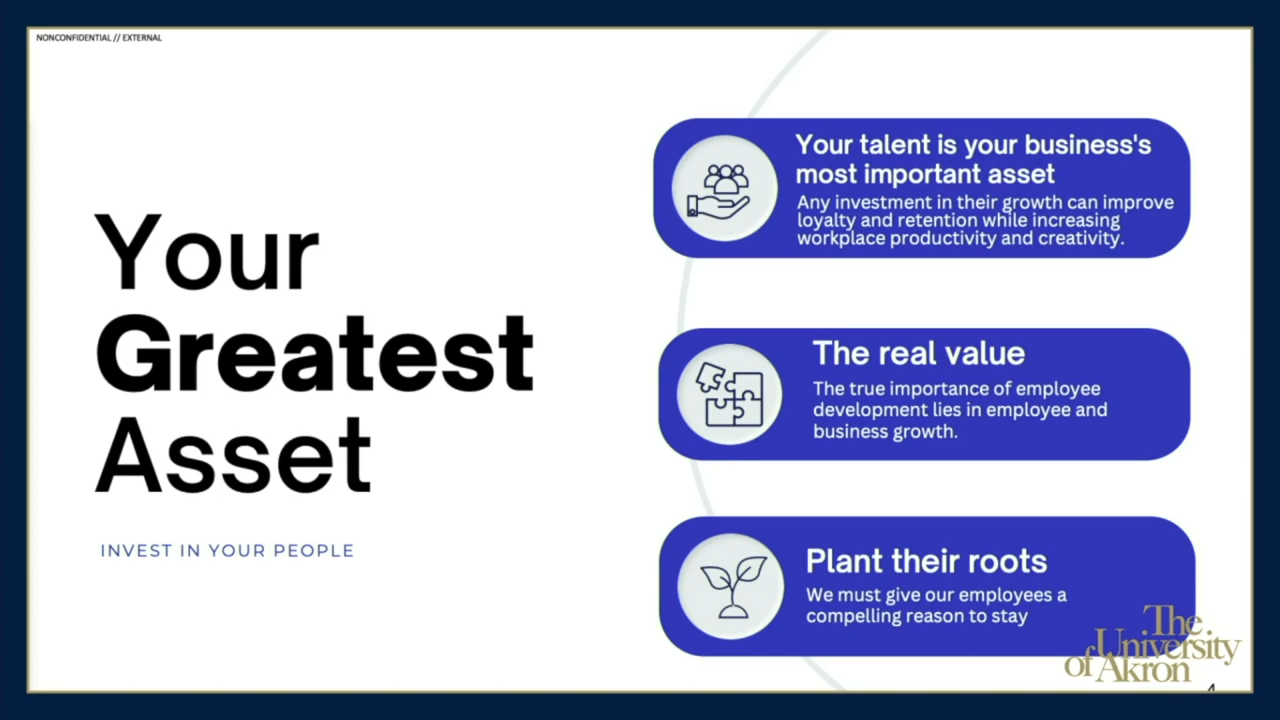 NONCONFIDENTIAL // EXTERNAL
Your
Greatest
Asset
INVEST IN YOUR PEOPLE
Your talent is your business's
most important asset
Any investment in their growth can improve
loyalty and retention while increasing
workplace productivity and creativity.
The real value
The true importance of employee
development lies in employee and
business growth.
Plant their roots
We must give our employees a
compelling reason to stay
The
University
of Akron